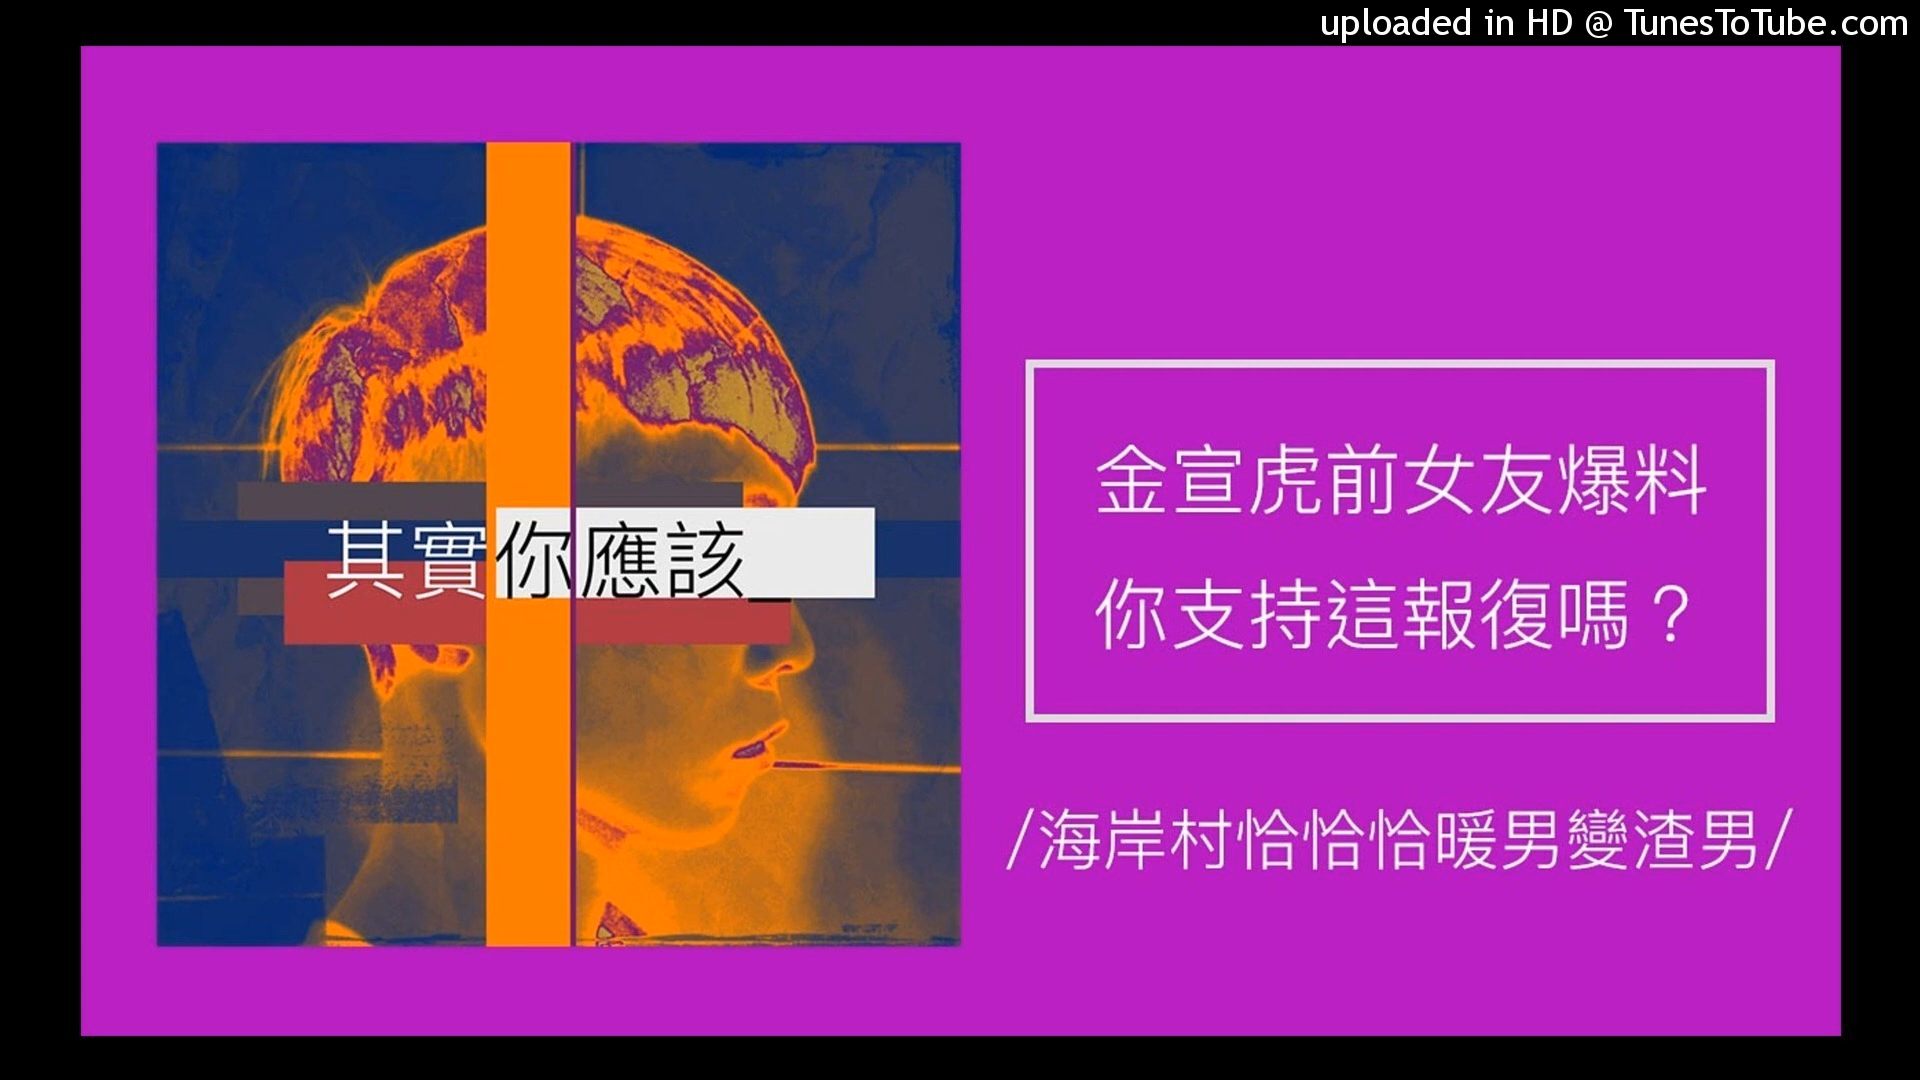 uploaded in HD @ TunesToTube.com
其實你應該_
金宣虎前女友爆料
你支持這報復嗎？
/海岸村恰恰恰暖男變渣男/